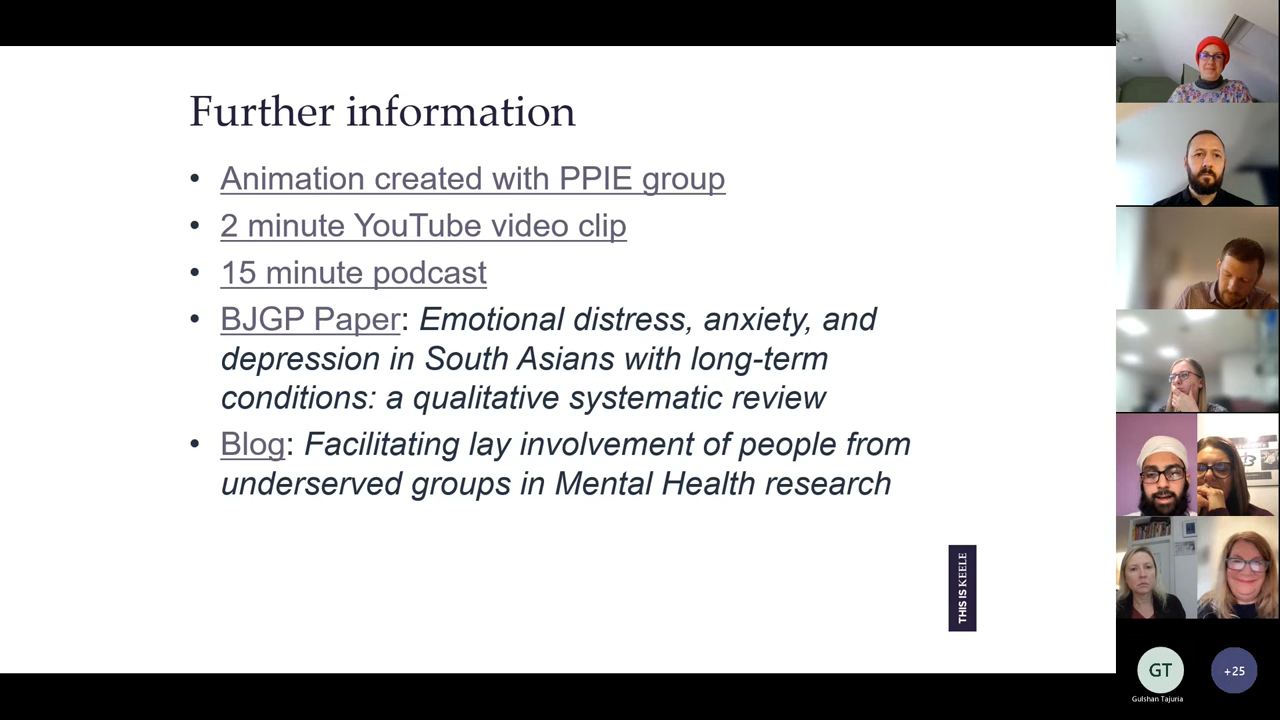 Further information
• Animation created with PPIE group
• 2 minute YouTube video clip
• 15 minute podcast
• BJGP Paper: Emotional distress, anxiety, and
depression in South Asians with long-term
conditions: a qualitative systematic review
• Blog: Facilitating lay involvement of people from
underserved groups in Mental Health research
THIS IS KEELE
GT
+25
Gulshan Tajuria